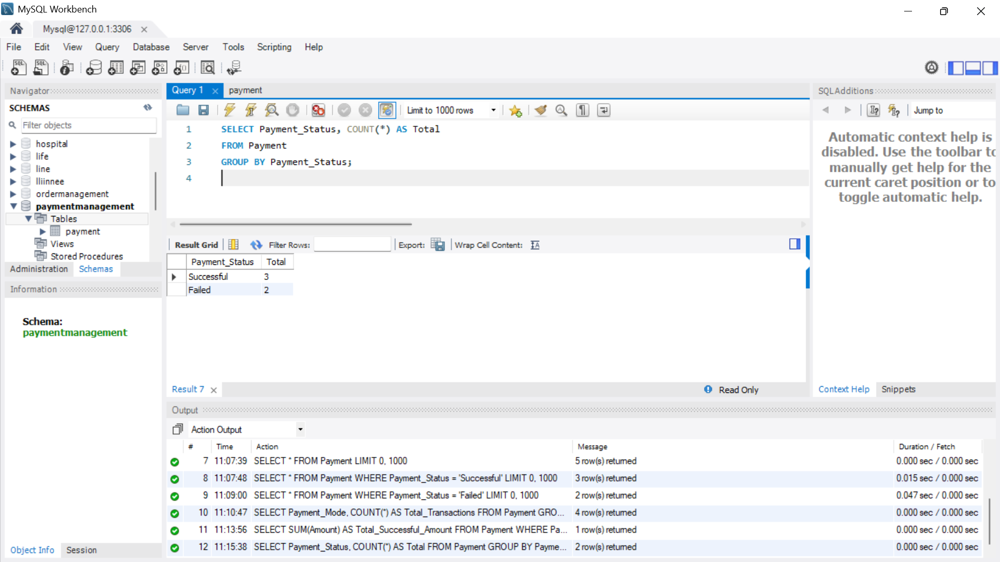 MySQL Workbench
Mysql@127.0.0.1:3306
File Edit View Query Database Server Tools Scripting Help
Navigator
SCHEMAS
Filter objects
hospital
life
line
lliinnee
ordermanagement
paymentmanagement
Tables
payment
Views
Stored Procedures
Administration Schemas
Information
Schema:
paymentmanagement
Object Info Session
Query 1 payment
Limit to 1000 rows
1 SELECT Payment_Status, COUNT(*) AS Total
2 FROM Payment
3 GROUP BY Payment_Status;
4
Result Grid Filter Rows: Export: Wrap Cell Content:
Payment_Status Total
Successful 3
Failed 2
Result 7 Read Only
SQLAdditions
Jump to
Automatic context help is
disabled. Use the toolbar to
manually get help for the
current caret position or to
toggle automatic help.
Context Help Snippets
Output
Action Output
# Time Action Message Duration / Fetch
7 11:07:39 SELECT * FROM Payment LIMIT 0, 1000 5 row(s) returned 0.000 sec / 0.000 sec
8 11:07:48 SELECT * FROM Payment WHERE Payment_Status = 'Successful' LIMIT 0, 1000 3 row(s) returned 0.015 sec / 0.000 sec
9 11:09:00 SELECT * FROM Payment WHERE Payment_Status = 'Failed' LIMIT 0, 1000 2 row(s) returned 0.047 sec / 0.000 sec
10 11:10:47 SELECT Payment_Mode, COUNT(*) AS Total_Transactions FROM Payment GRO... 4 row(s) returned 0.000 sec / 0.000 sec
11 11:13:56 SELECT SUM(Amount) AS Total_Successful_Amount FROM Payment WHERE Pa... 1 row(s) returned 0.000 sec / 0.000 sec
12 11:15:38 SELECT Payment_Status, COUNT(*) AS Total FROM Payment GROUP BY Payme... 2 row(s) returned 0.000 sec / 0.000 sec